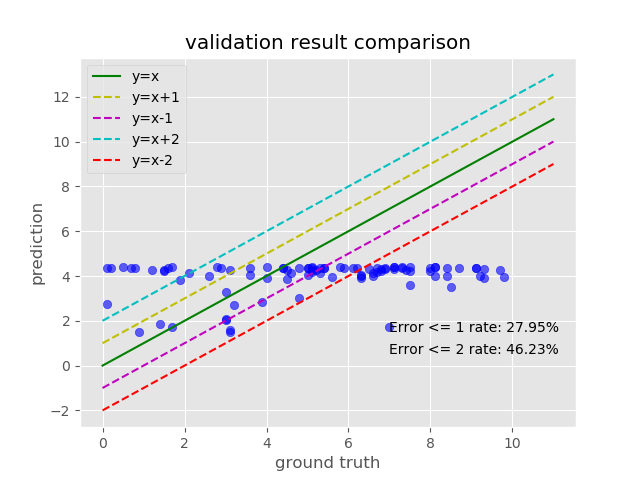 validation result comparison
y=x
y=x+1
y=x-1
y=x+2
y=x-2
12
10
8
6
4
2
0
−2
prediction
Error <= 1 rate: 27.95%
Error <= 2 rate: 46.23%
0 2 4 6 8 10
ground truth